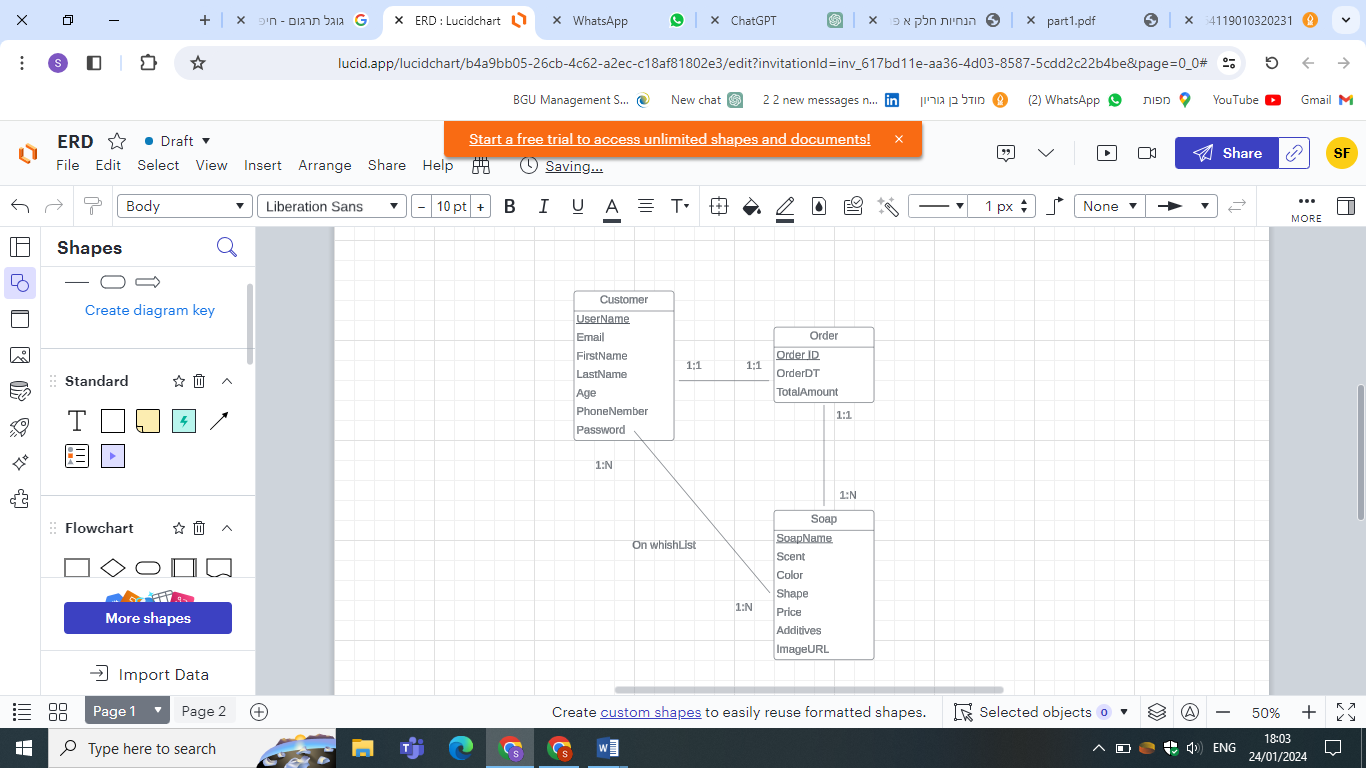 גוגל תרגום - חיפ
ERD : Lucidchart
WhatsApp
ChatGPT
הנחיות חלק א פי
part1.pdf
34119010320231
S
lucid.app/lucidchart/b4a9bb05-26cb-4c62-a2ec-c18af81802e3/edit?invitationId=inv_617bd11e-aa36-4d03-8587-5cdd2c22b4be&page=0_0#
BGU Management S...
New chat
2 2 new messages n...
מודל בן גוריון
(2) WhatsApp
מפות
YouTube
Gmail
ERD
Draft
Start a free trial to access unlimited shapes and documents!
Share
SF
File Edit Select View Insert Arrange Share Help
Saving...
Body
Liberation Sans
- 10 pt +
B I U A T
1 px
None
MORE
Shapes
Create diagram key
Standard
T
Flowchart
More shapes
Import Data
Customer
UserName
Email
FirstName
LastName
Age
PhoneNember
Password
1;1
1;1
Order
Order ID
OrderDT
TotalAmount
1:1
1:N
1:N
On whishList
1:N
Soap
SoapName
Scent
Color
Shape
Price
Additives
ImageURL
Page 1
Page 2
Create custom shapes to easily reuse formatted shapes.
Selected objects 0
50%
Type here to search
ENG
18:03
24/01/2024